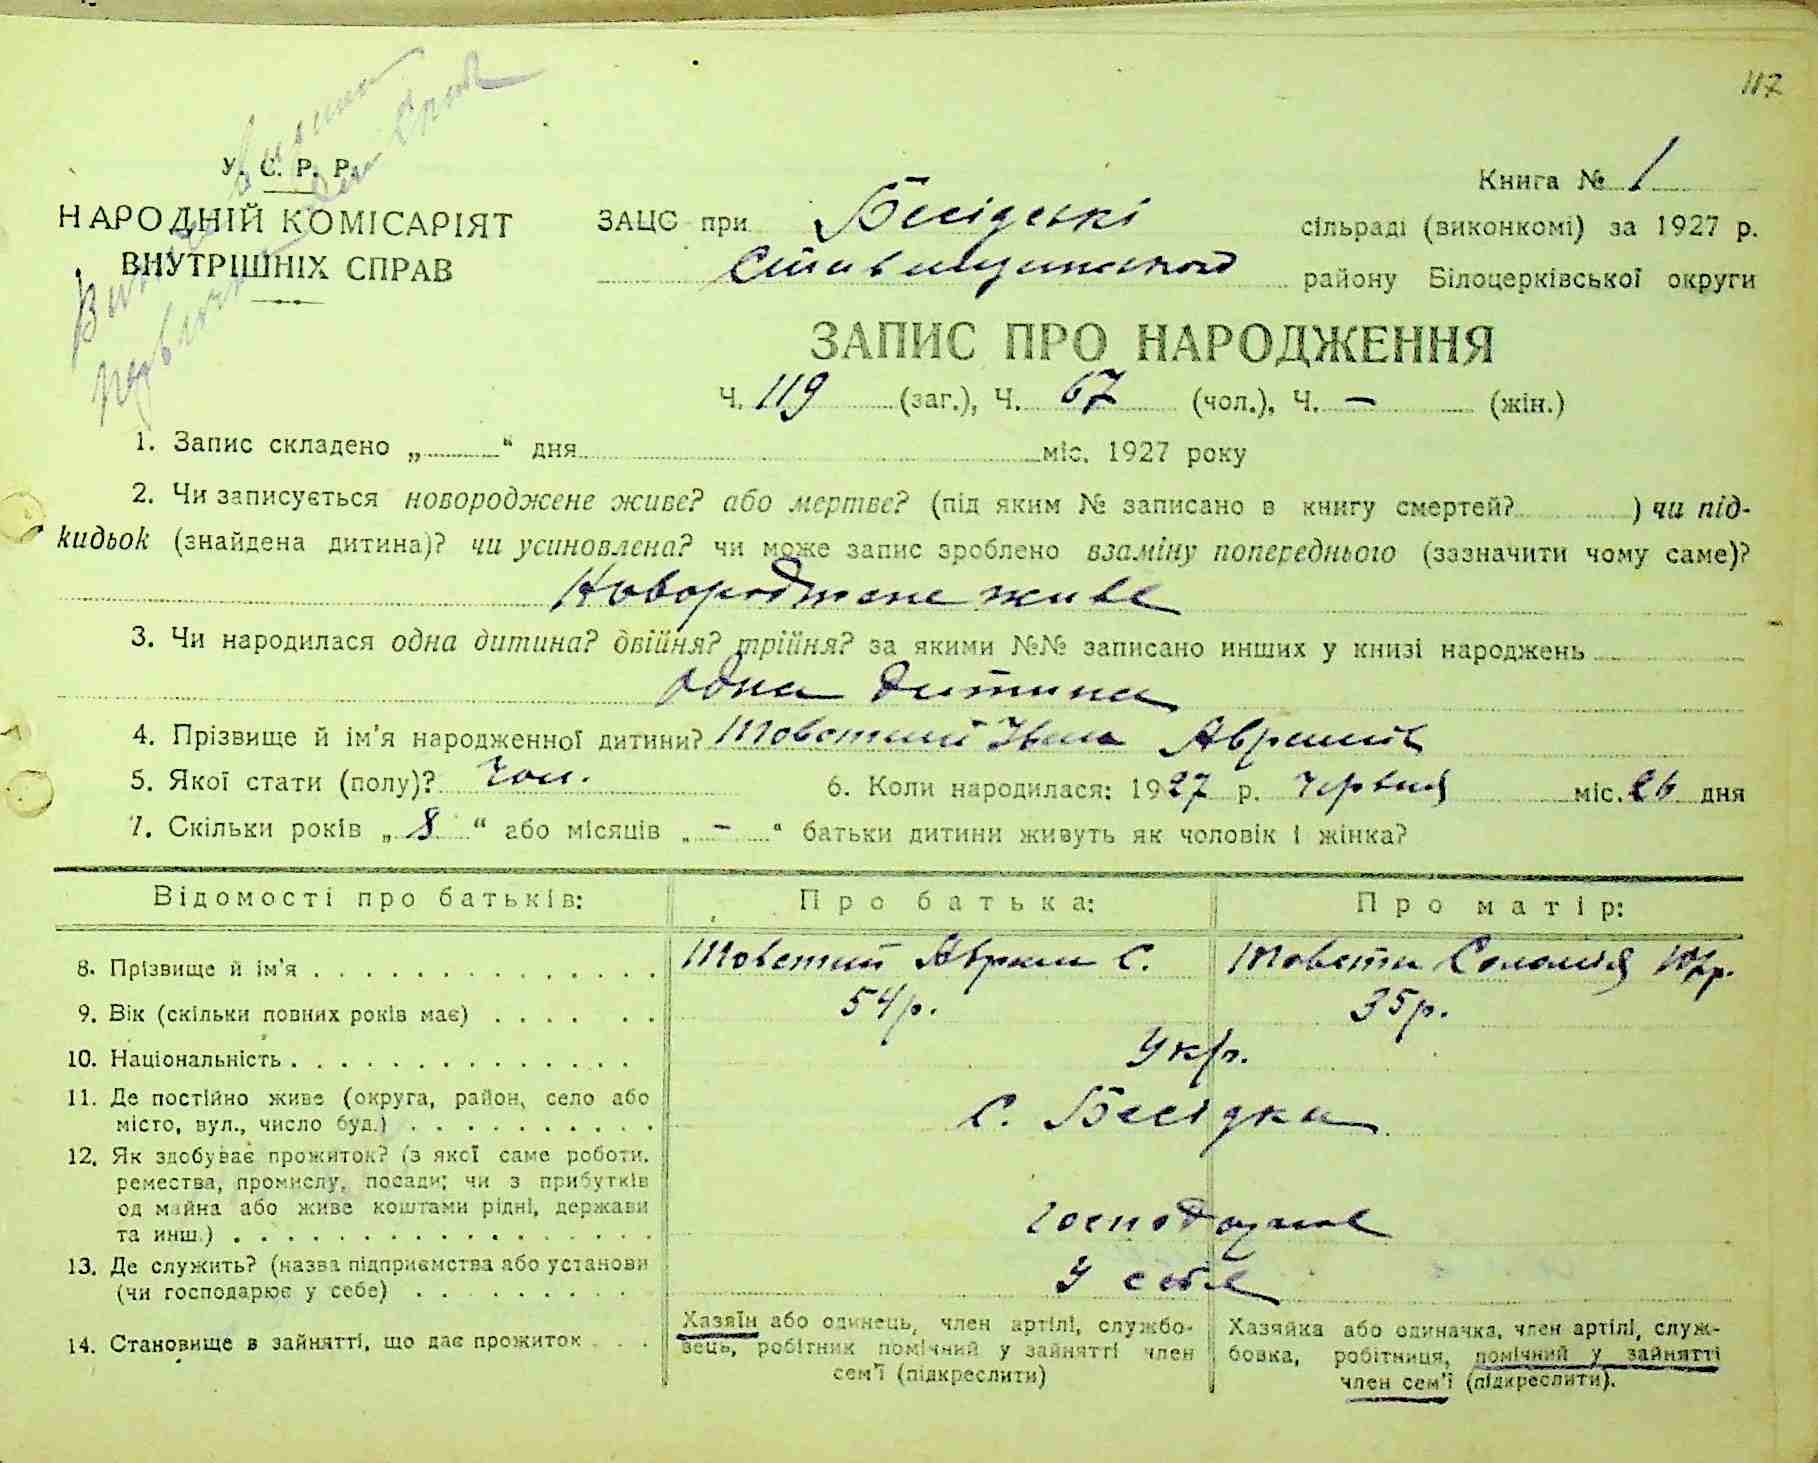 117
У. С. Р. Р.
НАРОДНІЙ КОМІСАРІЯТ
ВНУТРІШНІХ СПРАВ
Книга № 1
ЗАЦС при Бесідські сільраді (виконкомі) за 1927 р.
Ставищанського району Білоцерківської округи
ЗАПИС ПРО НАРОДЖЕННЯ
Ч. 119 (заг.), Ч. 67 (чол.), Ч. – (жін.)
1. Запис складено „ “ дня міс. 1927 року
2. Чи записується новороджене живе? або мертве? (під яким № записано в книгу смертей? ) чи під-
кидьок (знайдена дитина)? чи усиновлена? чи може запис зроблено взаміну попереднього (зазначити чому саме)?
Новороджене живе
3. Чи народилася одна дитина? двійня? трійня? за якими №№ записано инших у книзі народжень
одна дитина
4. Прізвище й ім'я народженної дитини? Товстий Іван Аврамів
5. Якої стати (полу)? чол. 6. Коли народилася: 1927 р. червня міс. 26 дня
7. Скільки років „ 8 “ або місяців „ – “ батьки дитини живуть як чоловік і жінка?
Відомості про батьків: Про батька: Про матір:
8. Прізвище й ім'я . . . . . . . . . . . . . Товстий Аврам С. Товста Соломія
9. Вік (скільки повних років має) . . . . . . 54 р. 35 р.
10. Національність . . . . . . . . . . . . . Укр.
11. Де постійно живе (округа, район, село або
місто, вул., число буд.) . . . . . . . . . . с. Бесідка
12. Як здобуває прожиток? (з якої саме роботи,
ремества, промислу, посади; чи з прибутків
од майна або живе коштами рідні, держави
та инш.) . . . . . . . . . . . . . . . . господарює
13. Де служить? (назва підприємства або установи
(чи господарює у себе) . . . . . . . . . У себе
14. Становище в зайнятті, що дає прожиток . . .
Хазяїн або одинець, член артілі, службо-
вець, робітник помічний у зайнятті член
сем'ї (підкреслити)
Хазяйка або одиначка, член артілі, служ-
бовка, робітниця, помічний у зайнятті
член сем'ї (підкреслити).